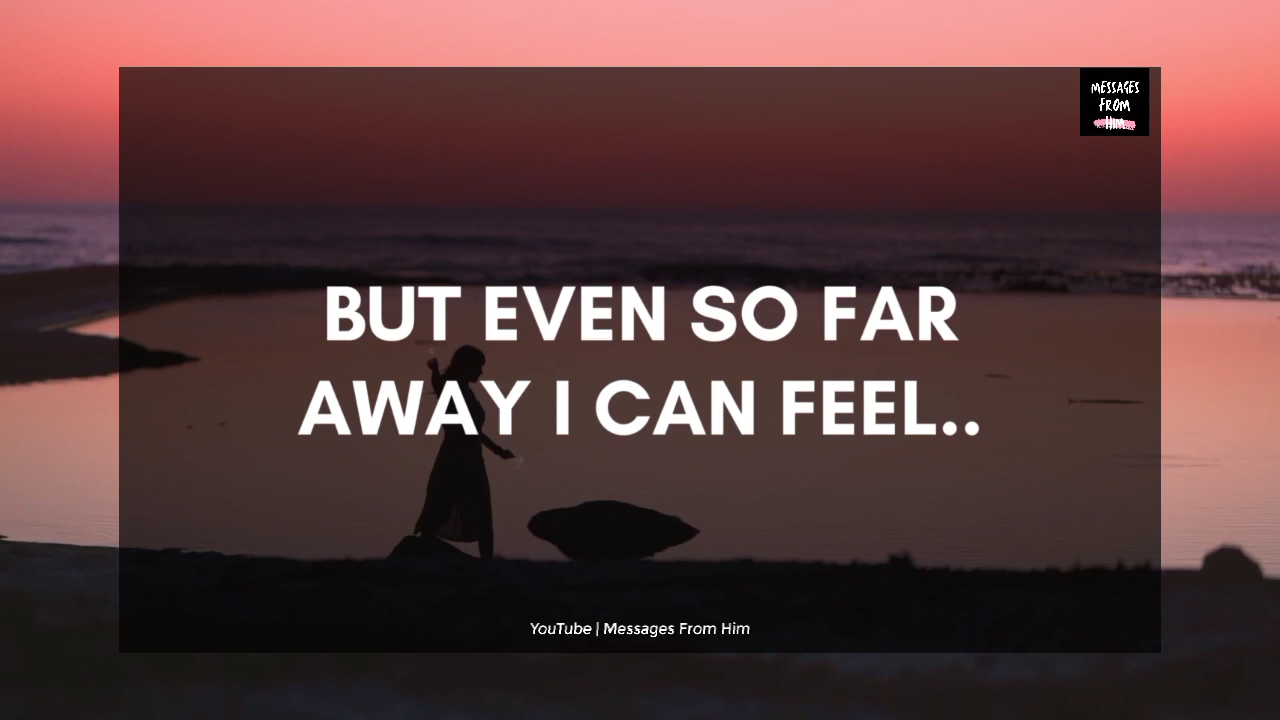 MESSAGES
FROM
Him
BUT EVEN SO FAR
AWAY I CAN FEEL..
YouTube | Messages From Him